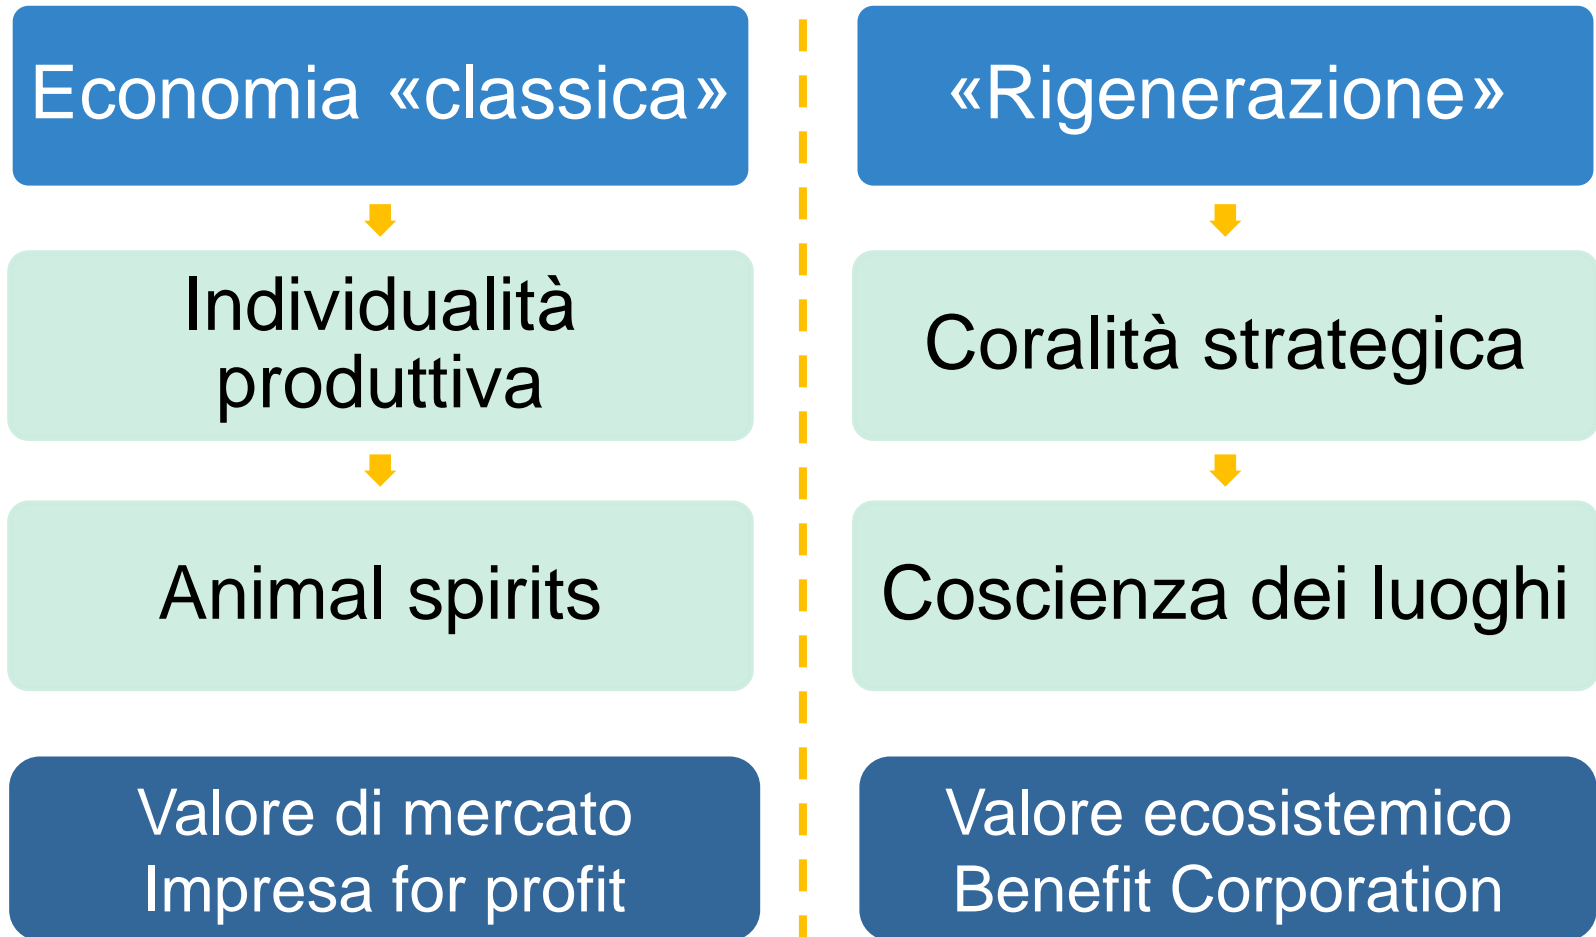 Economia «classica»
Individualità
produttiva
Animal spirits
Valore di mercato
Impresa for profit
«Rigenerazione»
Coralità strategica
Coscienza dei luoghi
Valore ecosistemico
Benefit Corporation